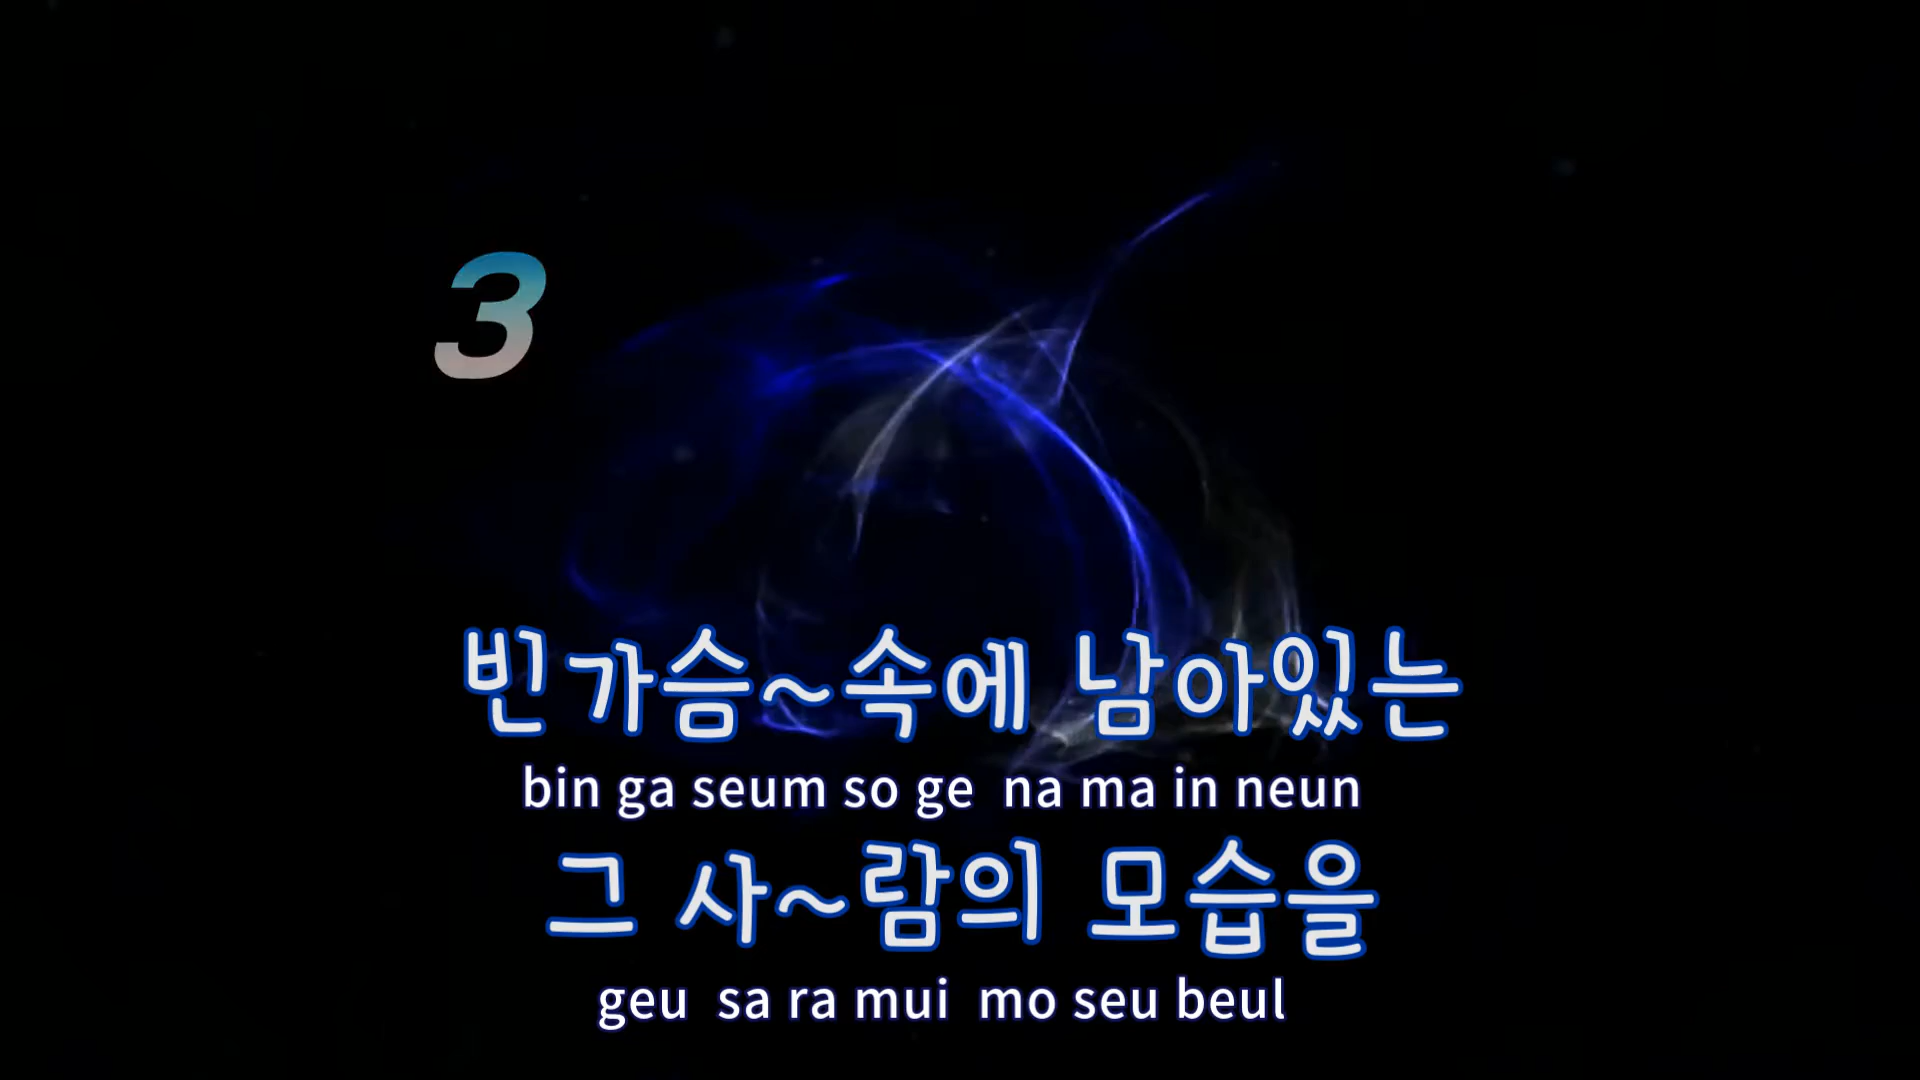 3
빈가슴~속에 남아있는
bin ga seum so ge na ma in neun
그 사~람의 모습을
geu sa ra mui mo seu beul